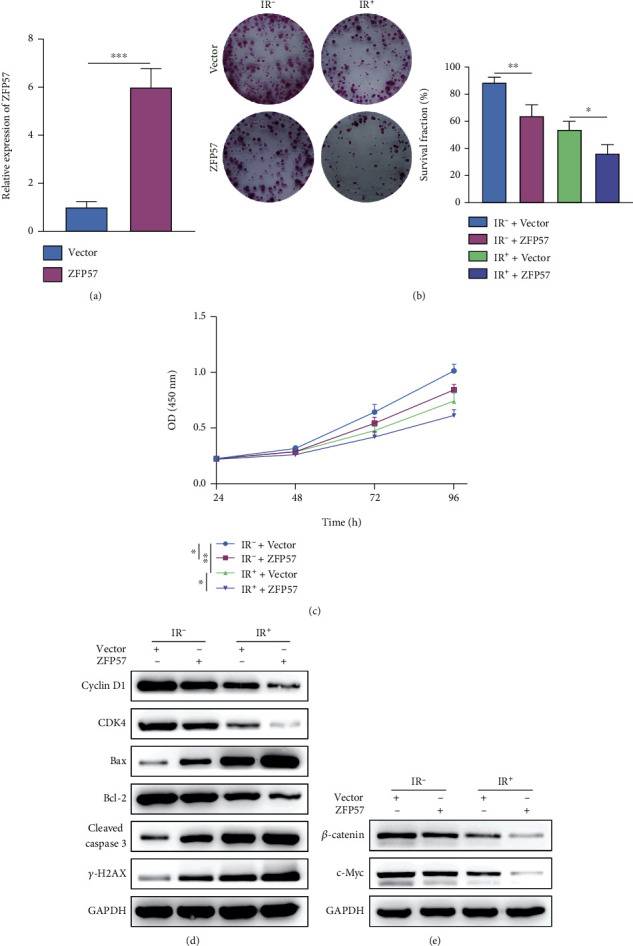 Relative expression of ZFP57
8
6
4
2
0
***
Vector
ZFP57
(a)
IR⁻ IR⁺
Vector
ZFP57
Survival fraction (%)
100
80
60
40
20
0
**
*
IR⁻ + Vector
IR⁻ + ZFP57
IR⁺ + Vector
IR⁺ + ZFP57
(b)
OD (450 nm)
1.5
1.0
0.5
0.0
24 48 72 96
Time (h)
* ** IR⁻ + Vector
IR⁻ + ZFP57
* IR⁺ + Vector
IR⁺ + ZFP57
(c)
IR⁻ IR⁺
Vector + – + –
ZFP57 – + – +
Cyclin D1
CDK4
Bax
Bcl-2
Cleaved
caspase 3
γ-H2AX
GAPDH
(d)
IR⁻ IR⁺
Vector + – + –
ZFP57 – + – +
β-catenin
c-Myc
GAPDH
(e)